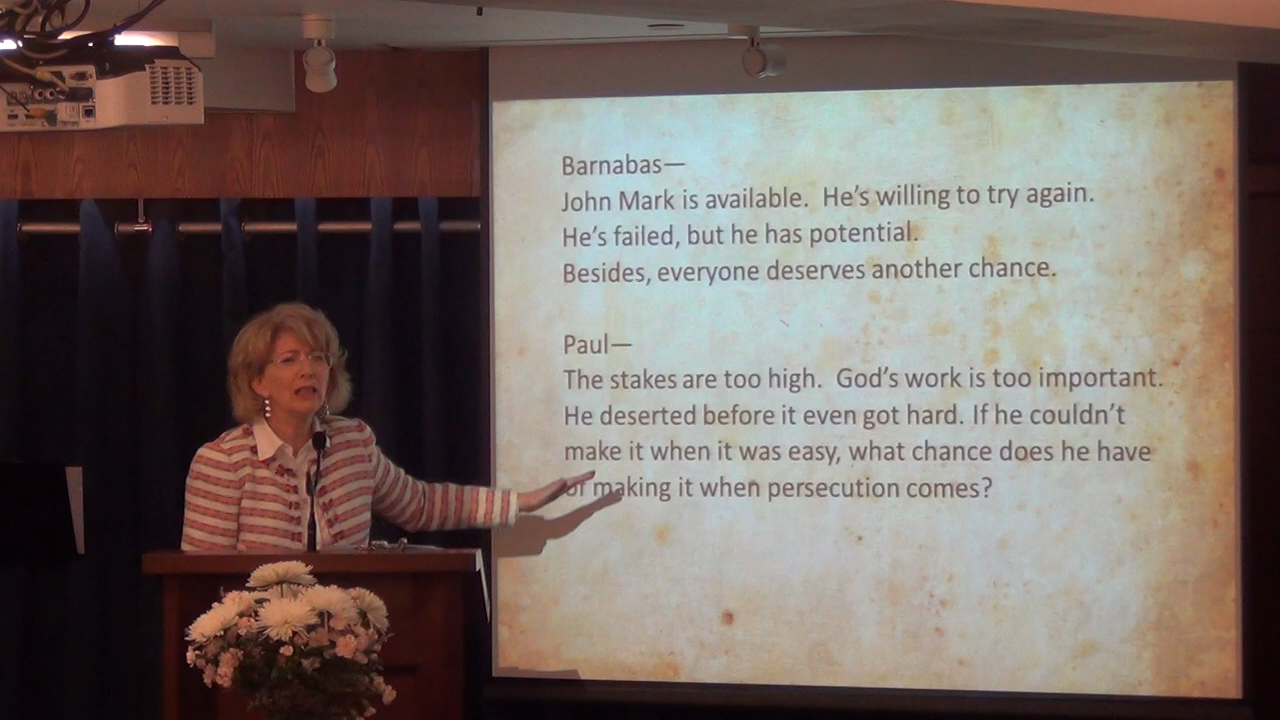 Barnabas—
John Mark is available.  He's willing to try again.
He's failed, but he has potential.
Besides, everyone deserves another chance.
Paul—
The stakes are too high.  God's work is too important.
He deserted before it even got hard. If he couldn't
make it when it was easy, what chance does he have
of making it when persecution comes?